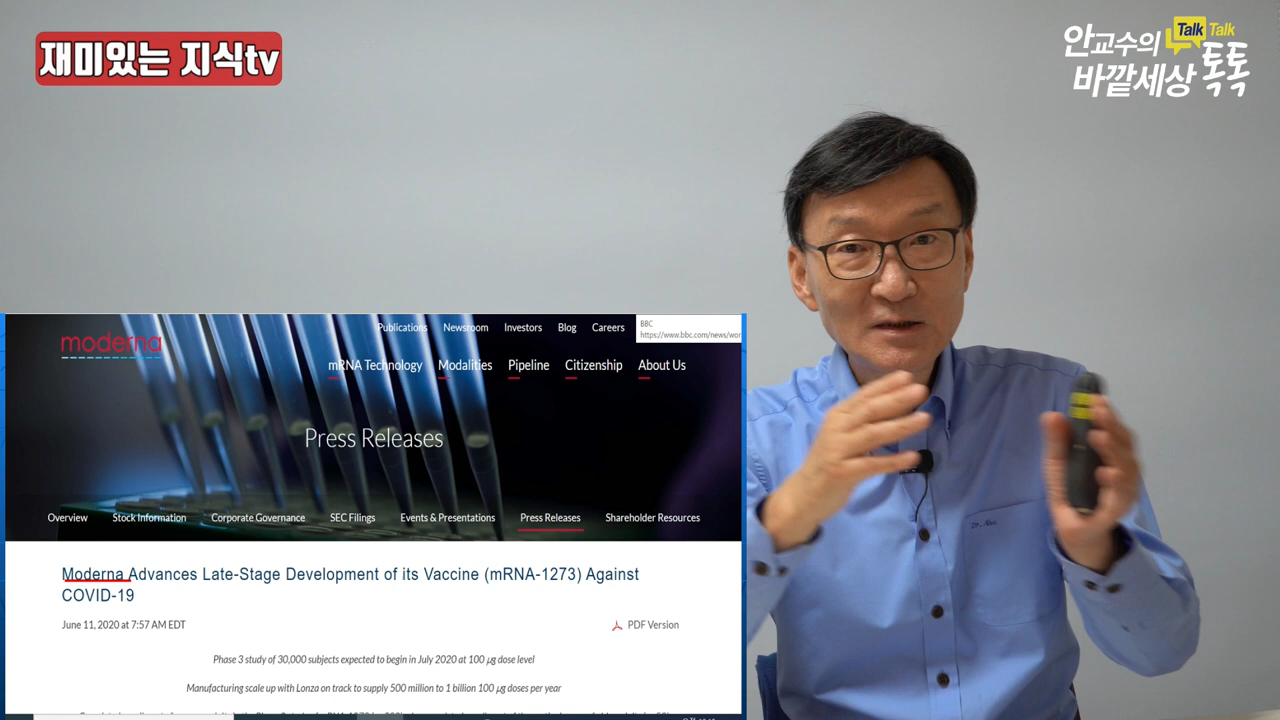 재미있는 지식tv
안교수의 Talk Talk
바깥세상 톡톡
moderna
Publications Newsroom Investors Blog Careers
BBC
https://www.bbc.com/news/wor
mRNA Technology Modalities Pipeline Citizenship About Us
Press Releases
Overview Stock Information Corporate Governance SEC Filings Events & Presentations Press Releases Shareholder Resources
Moderna Advances Late-Stage Development of its Vaccine (mRNA-1273) Against
COVID-19
June 11, 2020 at 7:57 AM EDT
PDF Version
Phase 3 study of 30,000 subjects expected to begin in July 2020 at 100 µg dose level
Manufacturing scale up with Lonza on track to supply 500 million to 1 billion 100 µg doses per year